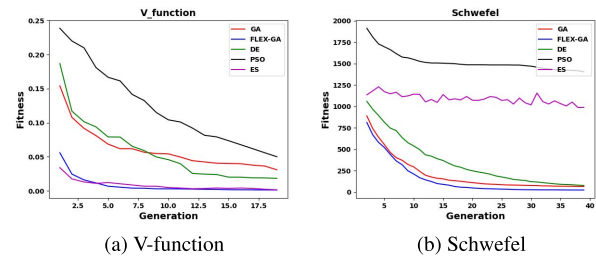 V_function
0.25
0.20
0.15
0.10
0.05
0.00
Fitness
2.5 5.0 7.5 10.0 12.5 15.0 17.5
Generation
GA
FLEX-GA
DE
PSO
ES
(a) V-function
Schwefel
2000
1750
1500
1250
1000
750
500
250
0
Fitness
5 10 15 20 25 30 35 40
Generation
GA
FLEX-GA
DE
PSO
ES
(b) Schwefel